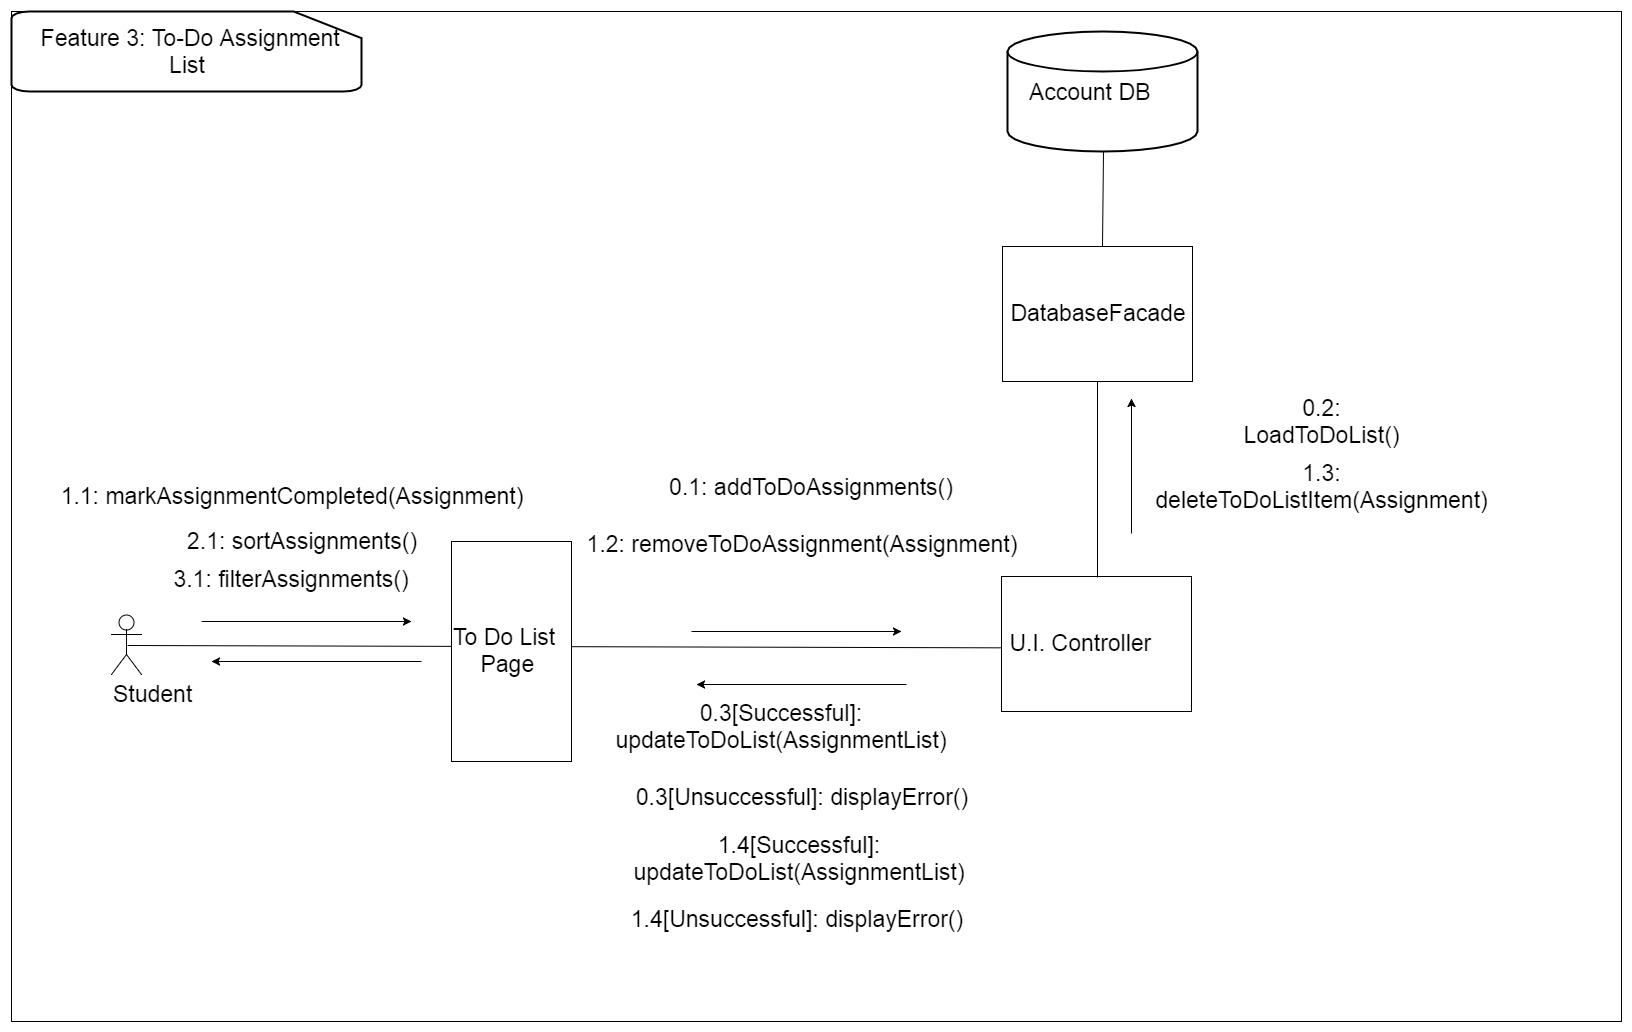 Feature 3: To-Do Assignment
List
Account DB
DatabaseFacade
0.2:
LoadToDoList()
1.3:
deleteToDoListItem(Assignment)
0.1: addToDoAssignments()
1.1: markAssignmentCompleted(Assignment)
2.1: sortAssignments()
1.2: removeToDoAssignment(Assignment)
3.1: filterAssignments()
To Do List
Page
U.I. Controller
Student
0.3[Successful]:
updateToDoList(AssignmentList)
0.3[Unsuccessful]: displayError()
1.4[Successful]:
updateToDoList(AssignmentList)
1.4[Unsuccessful]: displayError()